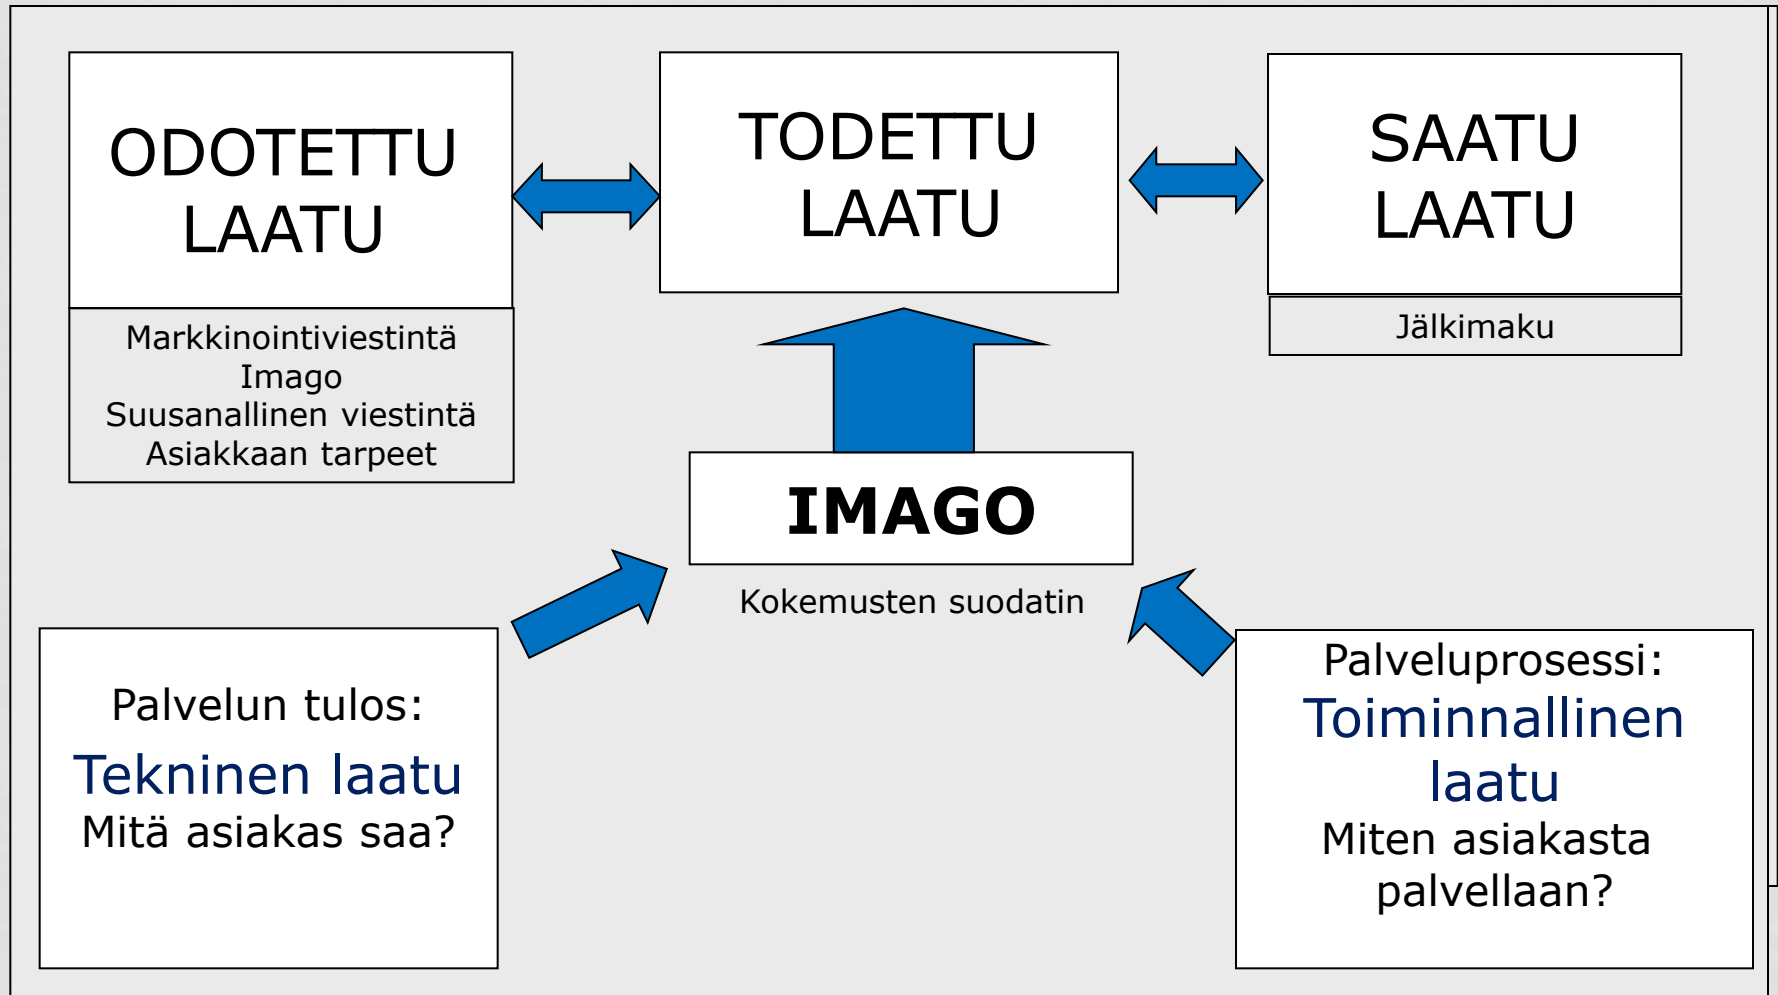 ODOTETTU
LAATU
Markkinointiviestintä
Imago
Suusanallinen viestintä
Asiakkaan tarpeet
TODETTU
LAATU
SAATU
LAATU
Jälkimaku
IMAGO
Kokemusten suodatin
Palvelun tulos:
Tekninen laatu
Mitä asiakas saa?
Palveluprosessi:
Toiminnallinen
laatu
Miten asiakasta
palvellaan?